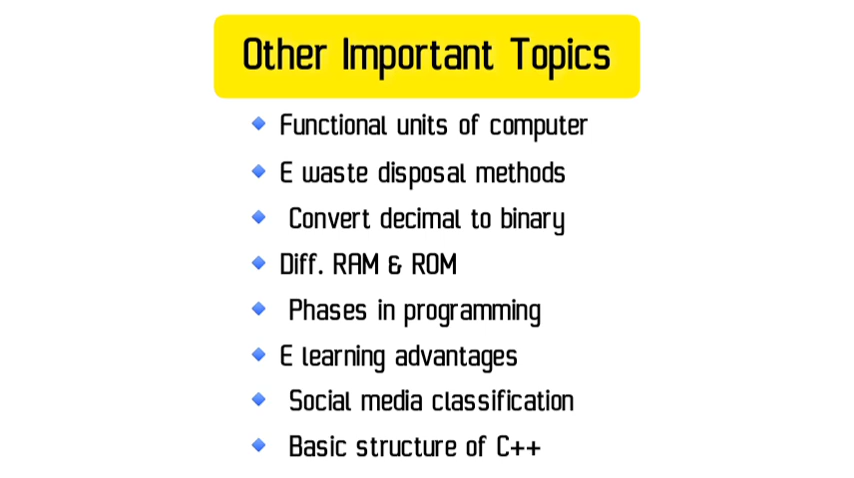 Other Important Topics
Functional units of computer
E waste disposal methods
Convert decimal to binary
Diff. RAM & ROM
Phases in programming
E learning advantages
Social media classification
Basic structure of C++